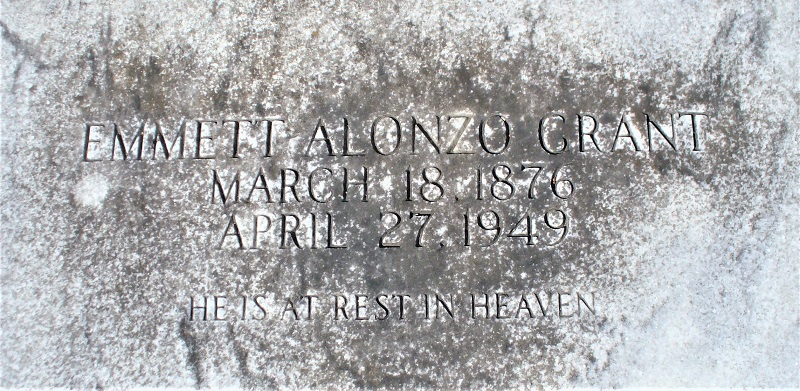 EMMETT ALONZO GRANT
MARCH 18, 1876
APRIL 27, 1949
HE IS AT REST IN HEAVEN